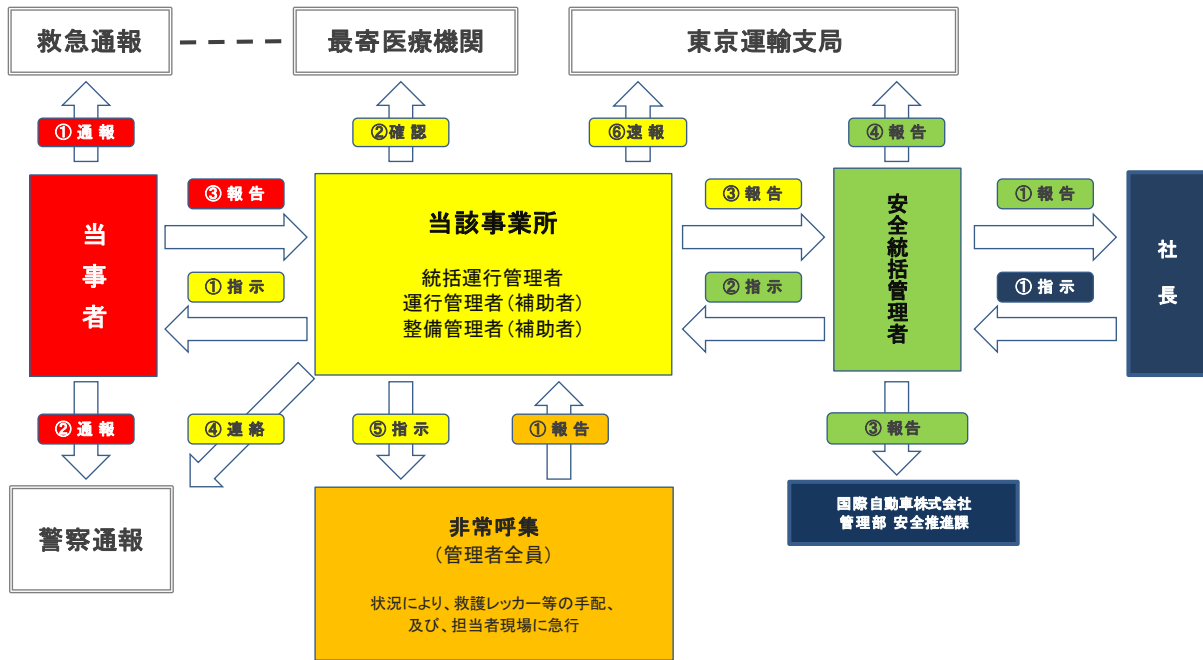 救急通報
最寄医療機関
東京運輸支局
①通報
②確認
⑥速報
④報告
当事者
③報告
①指示
当該事業所
統括運行管理者
運行管理者(補助者)
整備管理者(補助者)
③報告
②指示
安全統括管理者
①報告
①指示
社長
②通報
④連絡
⑤指示
①報告
③報告
警察通報
非常呼集
(管理者全員)
状況により、救護レッカー等の手配、
及び、担当者現場に急行
国際自動車株式会社
管理部 安全推進課